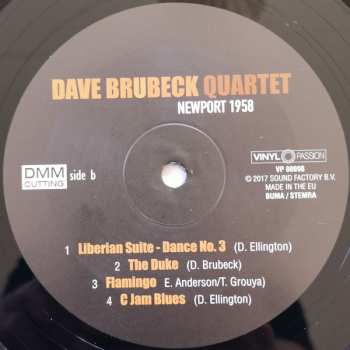 DAVE BRUBECK QUARTET
NEWPORT 1958
DMM
CUTTING
side b
VINYL PASSION
VP 80098
© 2017 SOUND FACTORY B.V.
MADE IN THE EU
BUMA / STEMRA
1 Liberian Suite - Dance No. 3 (D. Ellington)
2 The Duke (D. Brubeck)
3 Flamingo E. Anderson/T. Grouya)
4 C Jam Blues (D. Ellington)